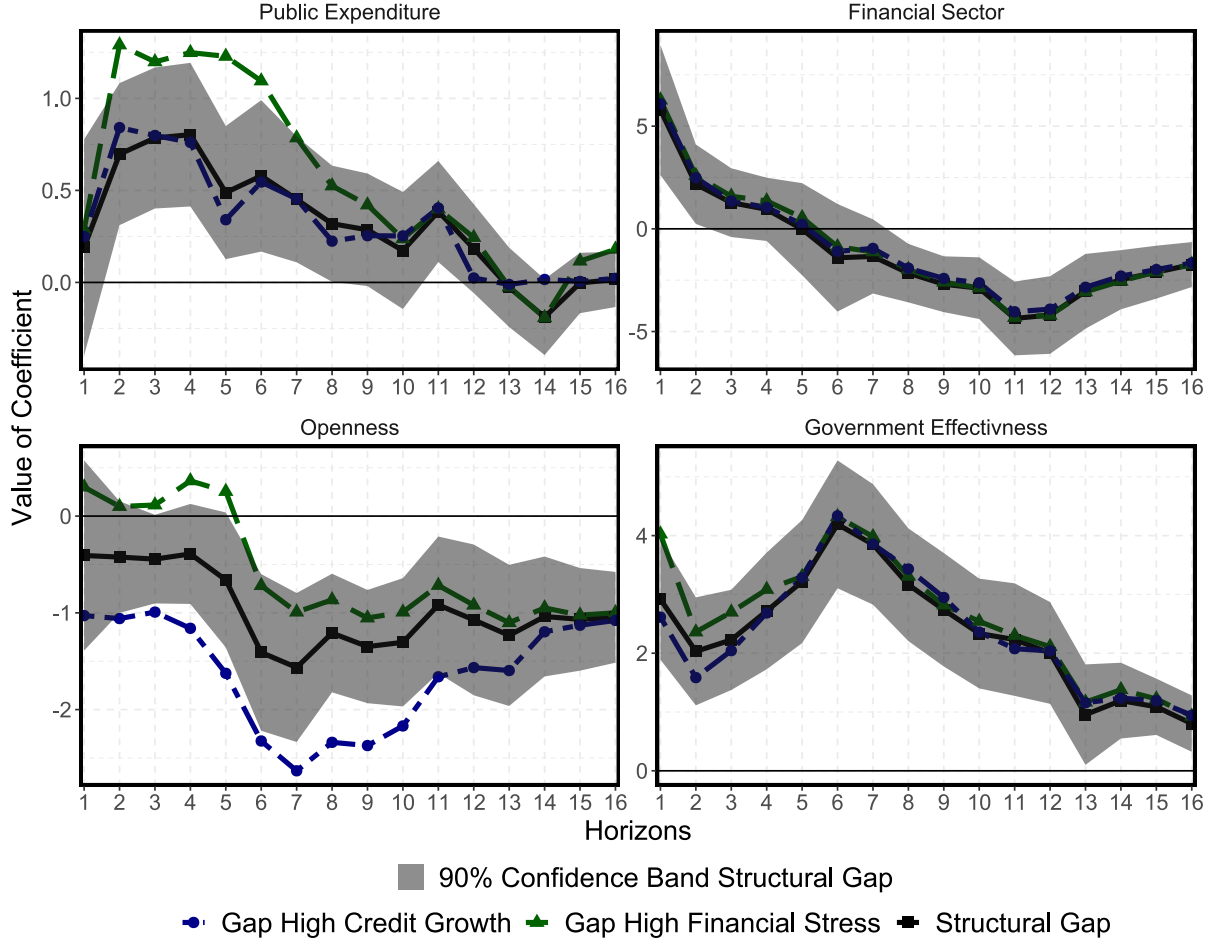 Public Expenditure
Financial Sector
1.0
0.5
0.0
5
0
-5
1 2 3 4 5 6 7 8 9 10 11 12 13 14 15 16
1 2 3 4 5 6 7 8 9 10 11 12 13 14 15 16
Value of Coefficient
Openness
Government Effectivness
0
-1
-2
4
2
0
1 2 3 4 5 6 7 8 9 10 11 12 13 14 15 16
1 2 3 4 5 6 7 8 9 10 11 12 13 14 15 16
Horizons
90% Confidence Band Structural Gap
Gap High Credit Growth Gap High Financial Stress Structural Gap